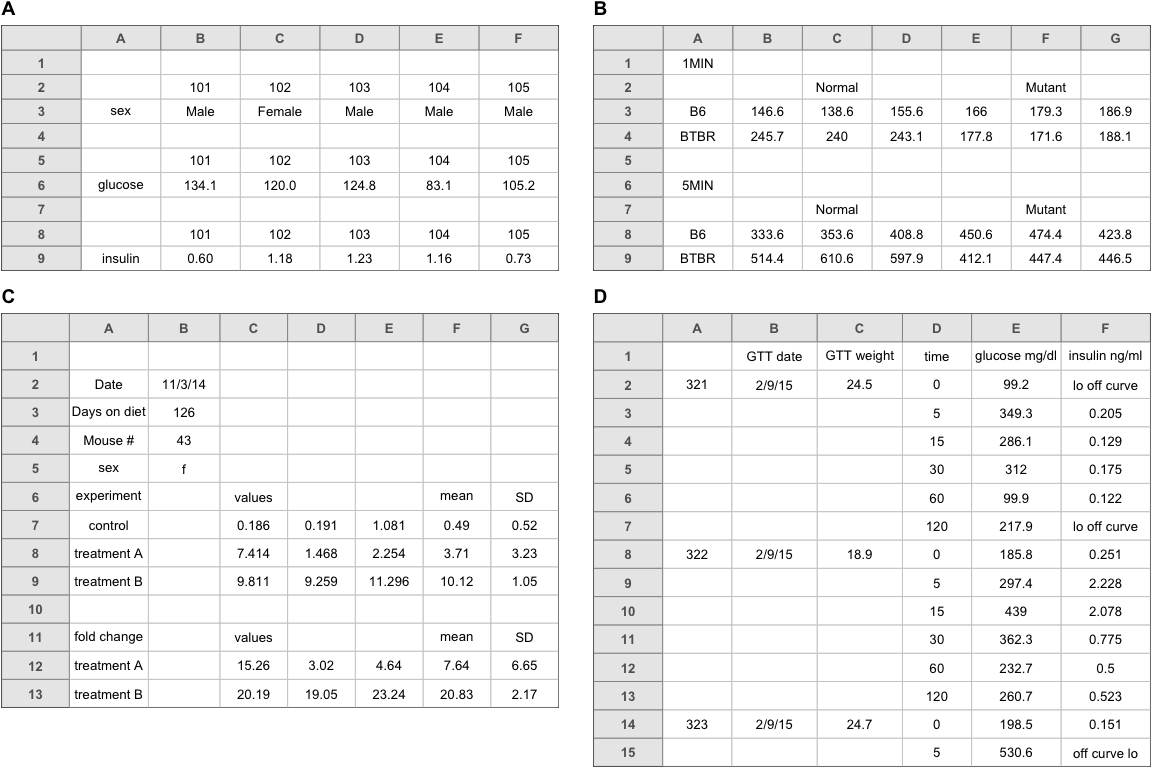 A
A B C D E F
1
2 101 102 103 104 105
3 sex Male Female Male Male Male
4
5 101 102 103 104 105
6 glucose 134.1 120.0 124.8 83.1 105.2
7
8 101 102 103 104 105
9 insulin 0.60 1.18 1.23 1.16 0.73
B
A B C D E F G
1 1MIN
2 Normal Mutant
3 B6 146.6 138.6 155.6 166 179.3 186.9
4 BTBR 245.7 240 243.1 177.8 171.6 188.1
5
6 5MIN
7 Normal Mutant
8 B6 333.6 353.6 408.8 450.6 474.4 423.8
9 BTBR 514.4 610.6 597.9 412.1 447.4 446.5
C
A B C D E F G
1
2 Date 11/3/14
3 Days on diet 126
4 Mouse # 43
5 sex f
6 experiment values mean SD
7 control 0.186 0.191 1.081 0.49 0.52
8 treatment A 7.414 1.468 2.254 3.71 3.23
9 treatment B 9.811 9.259 11.296 10.12 1.05
10
11 fold change values mean SD
12 treatment A 15.26 3.02 4.64 7.64 6.65
13 treatment B 20.19 19.05 23.24 20.83 2.17
D
A B C D E F
1 GTT date GTT weight time glucose mg/dl insulin ng/ml
2 321 2/9/15 24.5 0 99.2 lo off curve
3 5 349.3 0.205
4 15 286.1 0.129
5 30 312 0.175
6 60 99.9 0.122
7 120 217.9 lo off curve
8 322 2/9/15 18.9 0 185.8 0.251
9 5 297.4 2.228
10 15 439 2.078
11 30 362.3 0.775
12 60 232.7 0.5
13 120 260.7 0.523
14 323 2/9/15 24.7 0 198.5 0.151
15 5 530.6 off curve lo